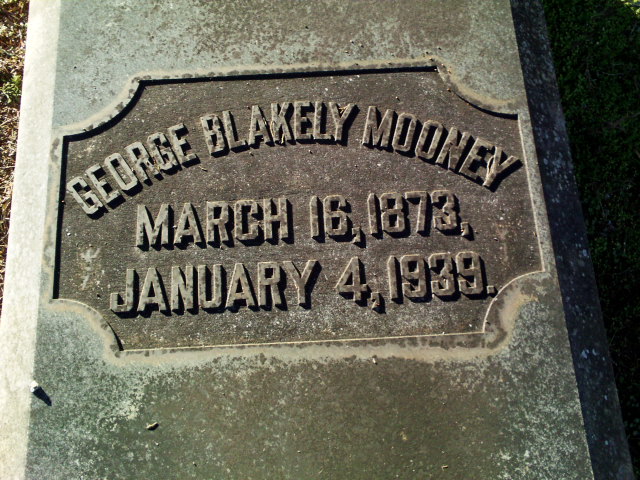 GEORGE BLAKELY MOONEY
MARCH 16, 1873,
JANUARY 4, 1939.